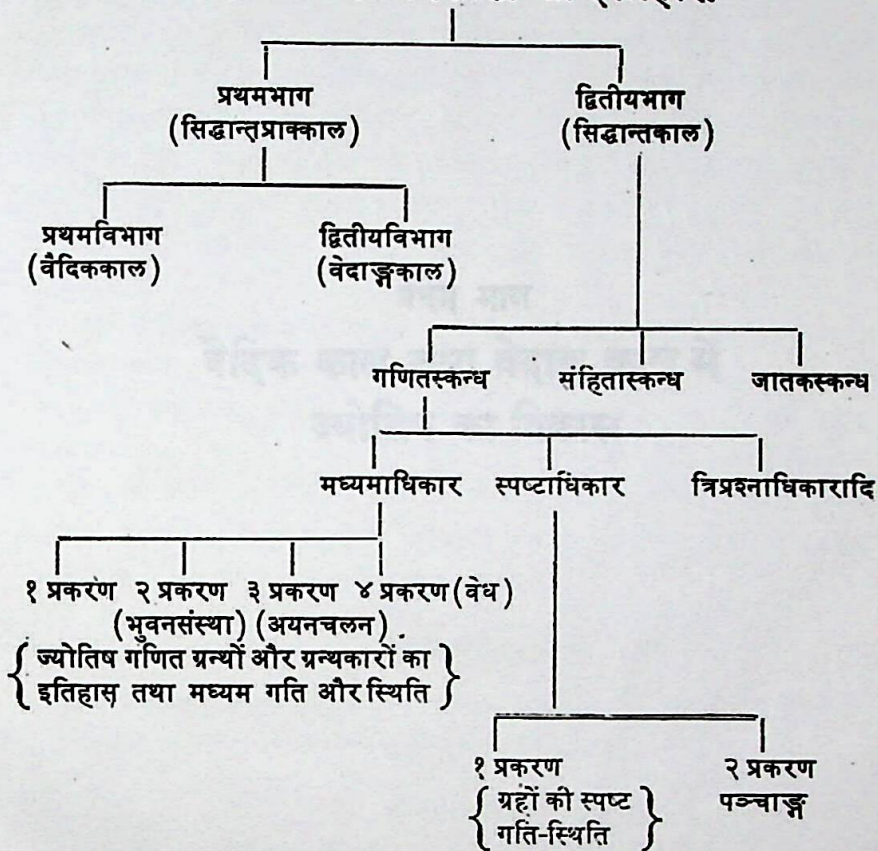 प्रथमभाग द्वितीयभाग
(सिद्धान्तप्राक्काल) (सिद्धान्तकाल)
प्रथमविभाग द्वितीयविभाग
(वैदिककाल) (वेदाङ्गकाल)
गणितस्कन्ध संहितास्कन्ध जातकस्कन्ध
मध्यमाधिकार स्पष्टाधिकार त्रिप्रश्नाधिकारादि
१ प्रकरण २ प्रकरण ३ प्रकरण ४ प्रकरण (वेध)
(भुवनसंस्था) (अयनचलन)
{ ज्योतिष गणित ग्रन्थों और ग्रन्थकारों का }
{ इतिहास तथा मध्यम गति और स्थिति }
१ प्रकरण २ प्रकरण
{ ग्रहों की स्पष्ट } पञ्चाङ्ग
{ गति-स्थिति }